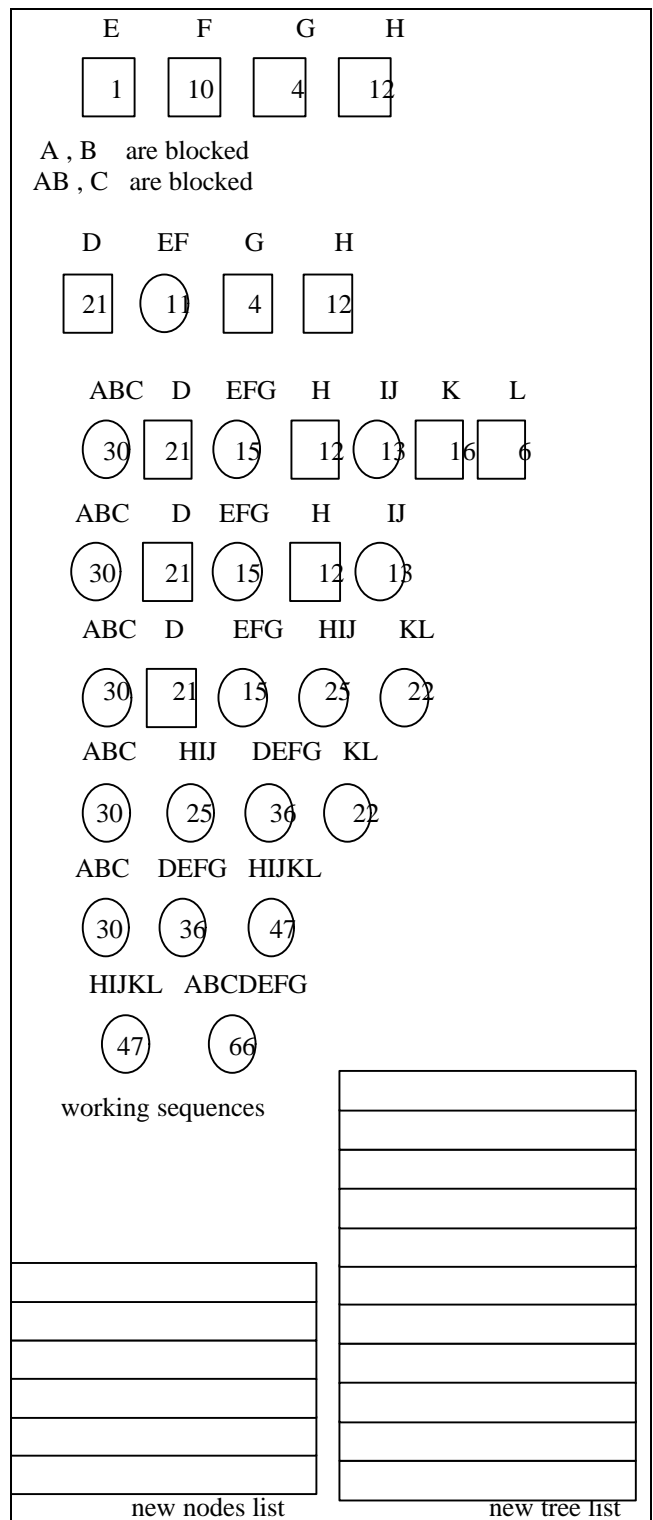 E F G H
1 10 4 12
A , B are blocked
AB , C are blocked
D EF G H
21 11 4 12
ABC D EFG H IJ K L
30 21 15 12 13 16 6
ABC D EFG H IJ
30 21 15 12 13
ABC D EFG HIJ KL
30 21 15 25 22
ABC HIJ DEFG KL
30 25 36 22
ABC DEFG HIJKL
30 36 47
HIJKL ABCDEFG
47 66
working sequences
new nodes list new tree list